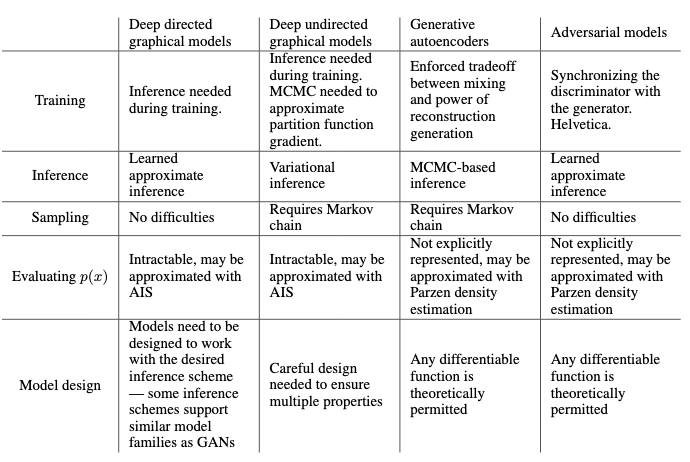 Deep directed
graphical models
Deep undirected
graphical models
Generative
autoencoders
Adversarial models
Training
Inference needed
during training.
Inference needed
during training.
MCMC needed to
approximate
partition function
gradient.
Enforced tradeoff
between mixing
and power of
reconstruction
generation
Synchronizing the
discriminator with
the generator.
Helvetica.
Inference
Learned
approximate
inference
Variational
inference
MCMC-based
inference
Learned
approximate
inference
Sampling
No difficulties
Requires Markov
chain
Requires Markov
chain
No difficulties
Evaluating p(x)
Intractable, may be
approximated with
AIS
Intractable, may be
approximated with
AIS
Not explicitly
represented, may be
approximated with
Parzen density
estimation
Not explicitly
represented, may be
approximated with
Parzen density
estimation
Model design
Models need to be
designed to work
with the desired
inference scheme
— some inference
schemes support
similar model
families as GANs
Careful design
needed to ensure
multiple properties
Any differentiable
function is
theoretically
permitted
Any differentiable
function is
theoretically
permitted